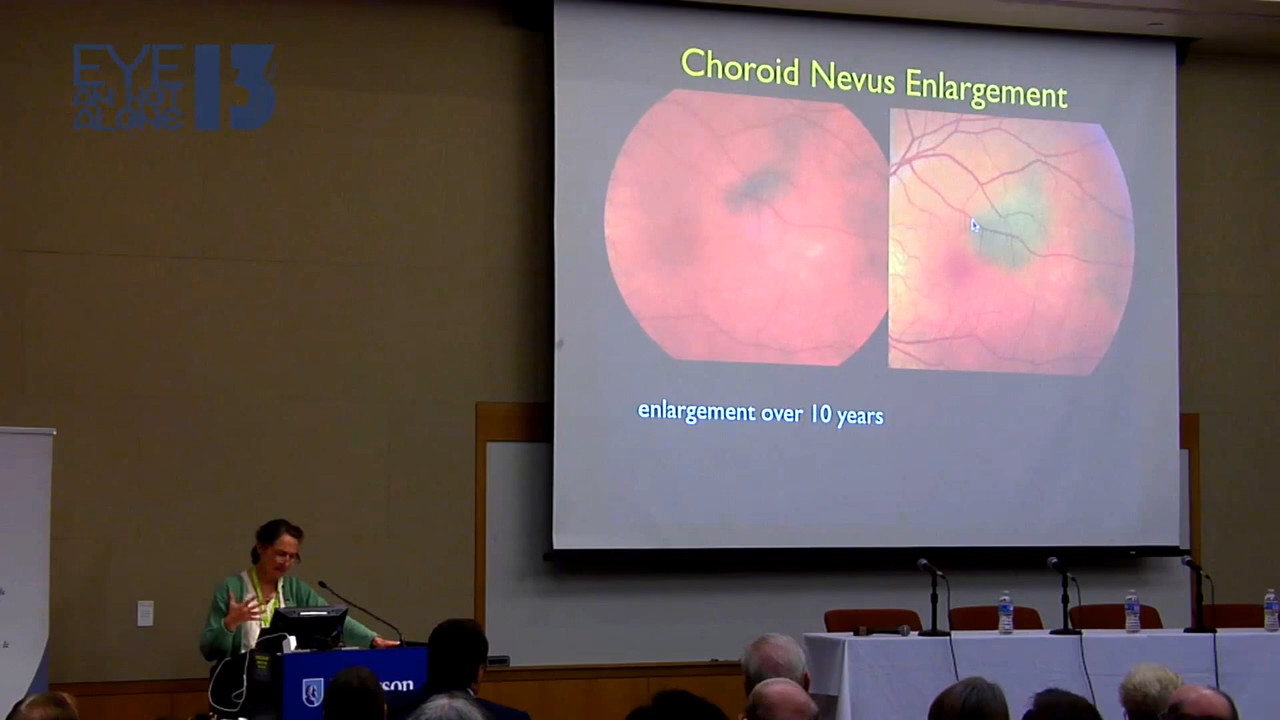 EYE
AM NOT
ALONE
13
Choroid Nevus Enlargement
enlargement over 10 years